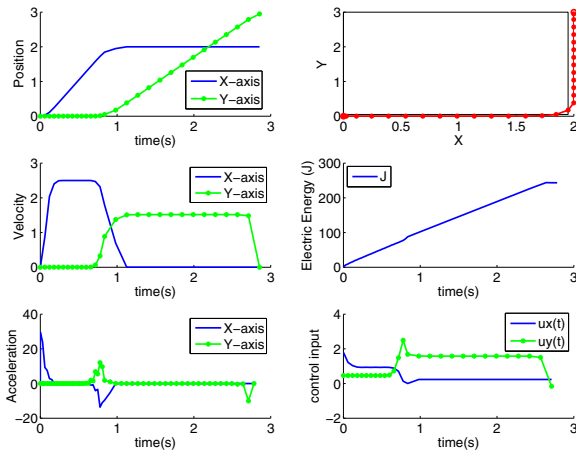 3
2
1
0
Position
X-axis
Y-axis
0 1 2 3
time(s)
3
2
1
0
Y
0 0.5 1 1.5 2
X
3
2
1
0
Velocity
X-axis
Y-axis
0 1 2 3
time(s)
300
200
100
0
Electric Energy (J)
J
0 1 2 3
time(s)
40
20
0
-20
Acceleration
X-axis
Y-axis
0 1 2 3
time(s)
4
2
0
-2
control input
ux(t)
uy(t)
0 1 2 3
time(s)